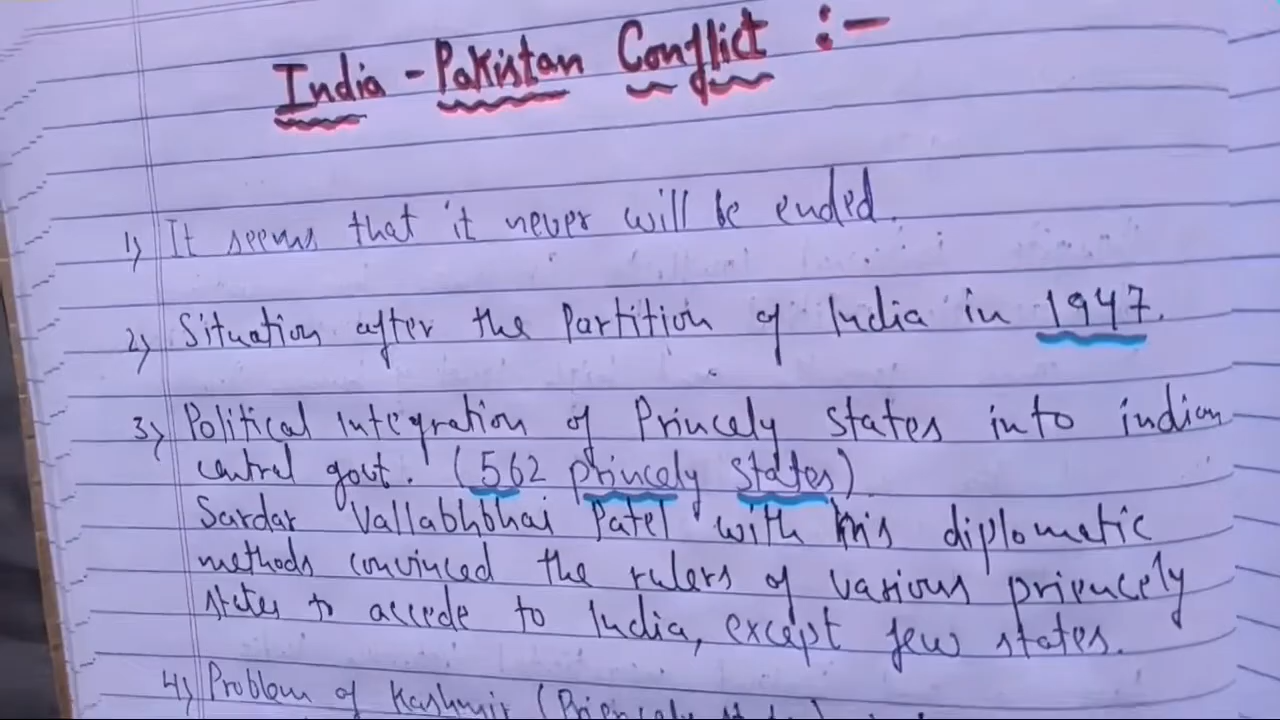 India - Pakistan Conflict :-
1) It seems that it never will be ended.
2) Situation after the Partition of India in 1947.
3) Political Integration of Princely states into indian
central govt. (562 princely states)
Sardar Vallabhbhai Patel with his diplomatic
methods convinced the rulers of various priencely
states to accede to India, except few states.
4) Problem of Kashmir (